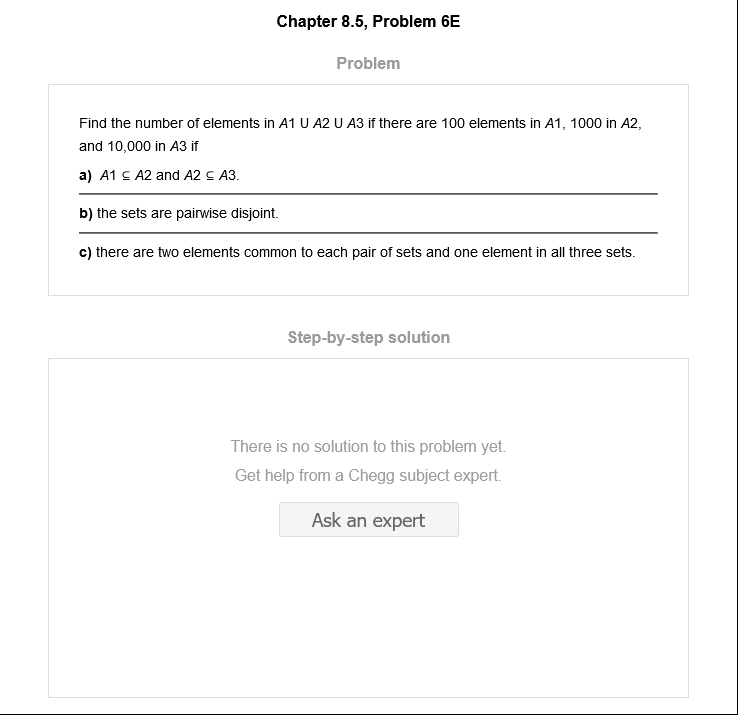 Chapter 8.5, Problem 6E
Problem
Find the number of elements in A1 U A2 U A3 if there are 100 elements in A1, 1000 in A2,
and 10,000 in A3 if
a) A1 ⊆ A2 and A2 ⊆ A3.
b) the sets are pairwise disjoint.
c) there are two elements common to each pair of sets and one element in all three sets.
Step-by-step solution
There is no solution to this problem yet.
Get help from a Chegg subject expert.
Ask an expert